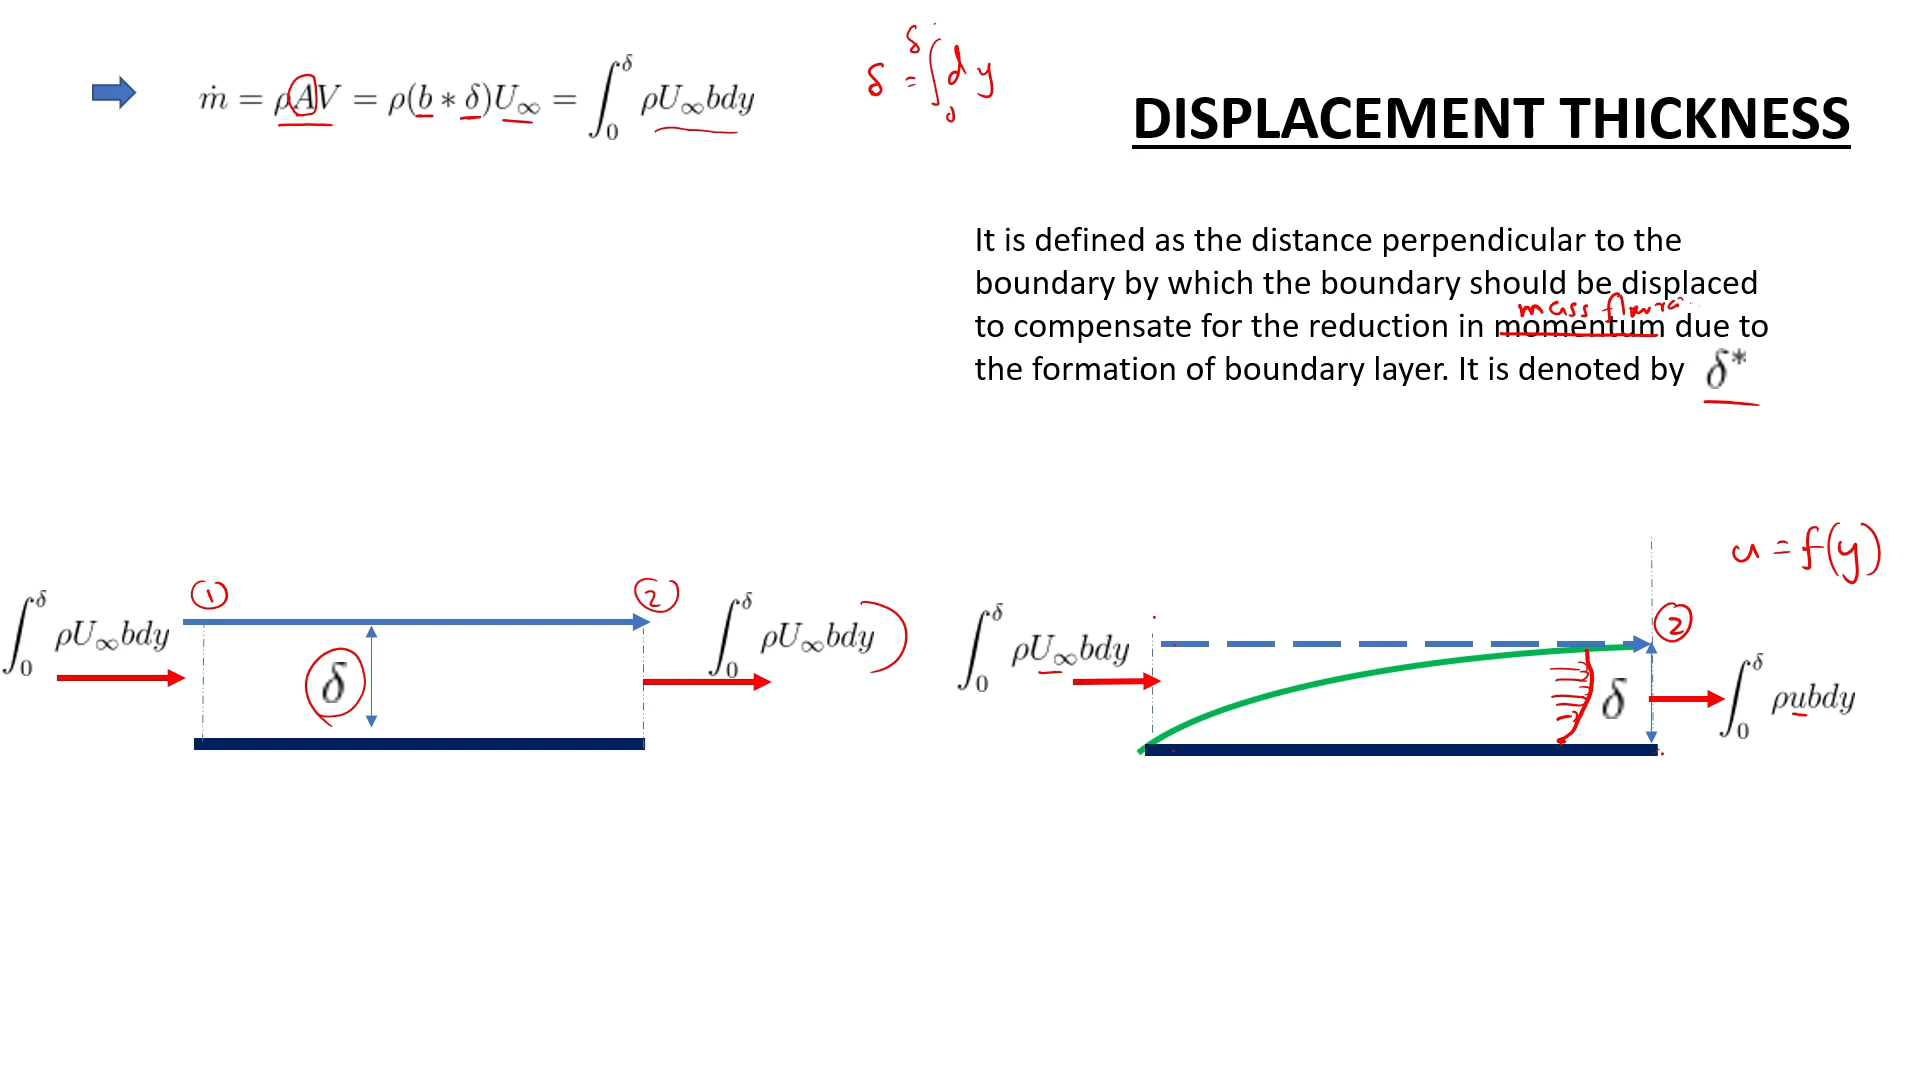 ṁ = ρAV = ρ(b * δ)U∞ = ∫₀^δ ρU∞bdy
δ = ∫₀^δ dy
DISPLACEMENT THICKNESS
It is defined as the distance perpendicular to the
boundary by which the boundary should be displaced
mass
to compensate for the reduction in momentum due to
the formation of boundary layer. It is denoted by δ*
∫₀^δ ρU∞bdy
1
2
δ
∫₀^δ ρU∞bdy
u = f(y)
∫₀^δ ρU∞bdy
2
δ
∫₀^δ ρubdy